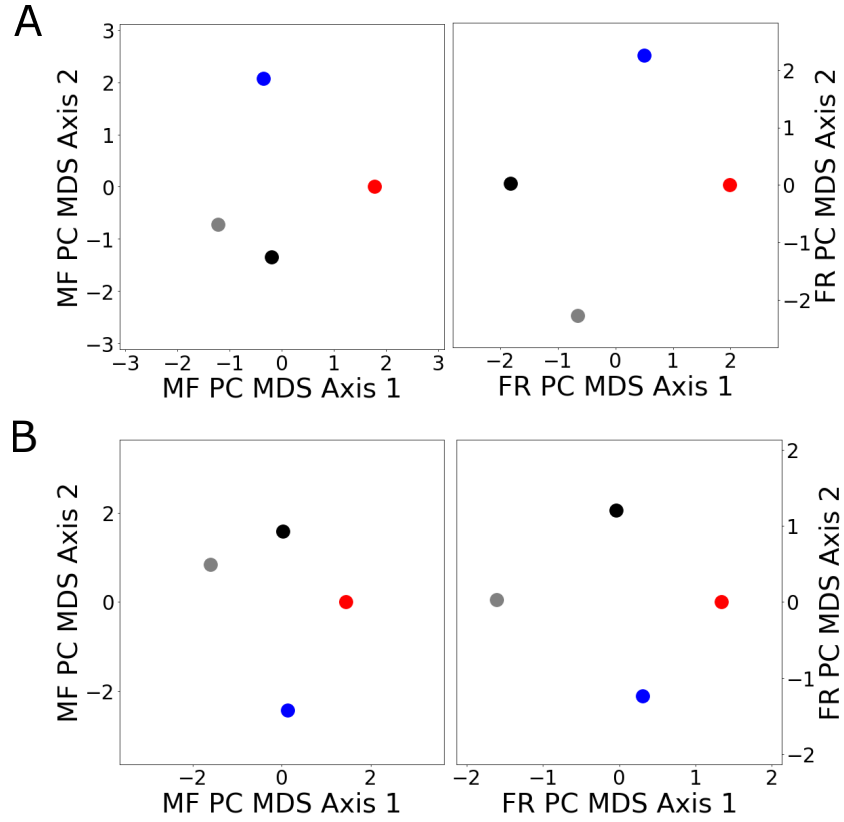 A
3
2
1
0
−1
−2
−3
MF PC MDS Axis 2
−3 −2 −1 0 1 2 3
MF PC MDS Axis 1
2
1
0
−1
−2
FR PC MDS Axis 2
−2 −1 0 1 2
FR PC MDS Axis 1
B
2
0
−2
MF PC MDS Axis 2
−2 0 2
MF PC MDS Axis 1
2
1
0
−1
−2
FR PC MDS Axis 2
−2 −1 0 1 2
FR PC MDS Axis 1